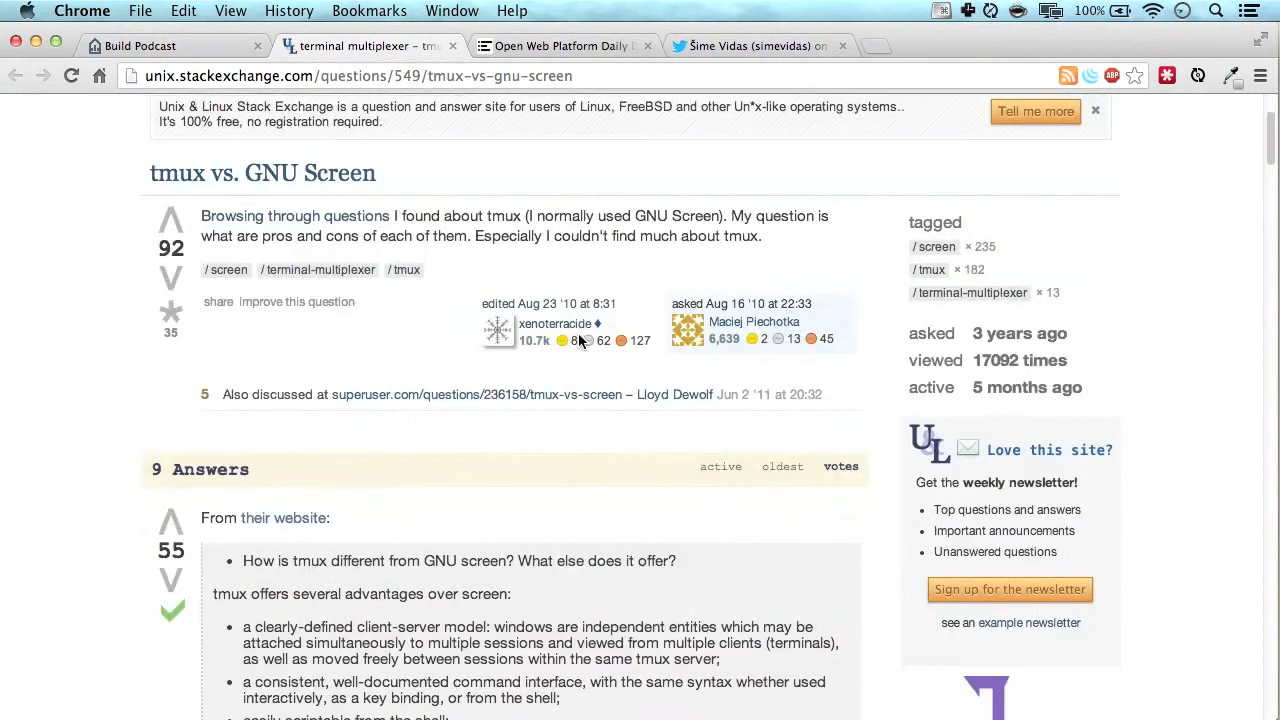 Chrome File Edit View History Bookmarks Window Help 100%
Build Podcast × terminal multiplexer – tmu × Open Web Platform Daily D × Šime Vidas (simevidas) on ×
unix.stackexchange.com/questions/549/tmux-vs-gnu-screen
ABP
Unix & Linux Stack Exchange is a question and answer site for users of Linux, FreeBSD and other Un*x-like operating systems..
It's 100% free, no registration required.
Tell me more ×
tmux vs. GNU Screen
Browsing through questions I found about tmux (I normally used GNU Screen). My question is
what are pros and cons of each of them. Especially I couldn't find much about tmux.
92
/ screen / terminal-multiplexer / tmux
share improve this question
35
edited Aug 23 '10 at 8:31
xenoterracide ♦
10.7k 62 127
asked Aug 16 '10 at 22:33
Maciej Piechotka
6,639 2 13 45
5 Also discussed at superuser.com/questions/236158/tmux-vs-screen – Lloyd Dewolf Jun 2 '11 at 20:32
9 Answers
active oldest votes
55
From their website:
• How is tmux different from GNU screen? What else does it offer?
tmux offers several advantages over screen:
• a clearly-defined client-server model: windows are independent entities which may be
attached simultaneously to multiple sessions and viewed from multiple clients (terminals),
as well as moved freely between sessions within the same tmux server;
• a consistent, well-documented command interface, with the same syntax whether used
interactively, as a key binding, or from the shell;
• easily scriptable from the shell;
tagged
/ screen × 235
/ tmux × 182
/ terminal-multiplexer × 13
asked 3 years ago
viewed 17092 times
active 5 months ago
UL Love this site?
Get the weekly newsletter!
• Top questions and answers
• Important announcements
• Unanswered questions
Sign up for the newsletter
see an example newsletter